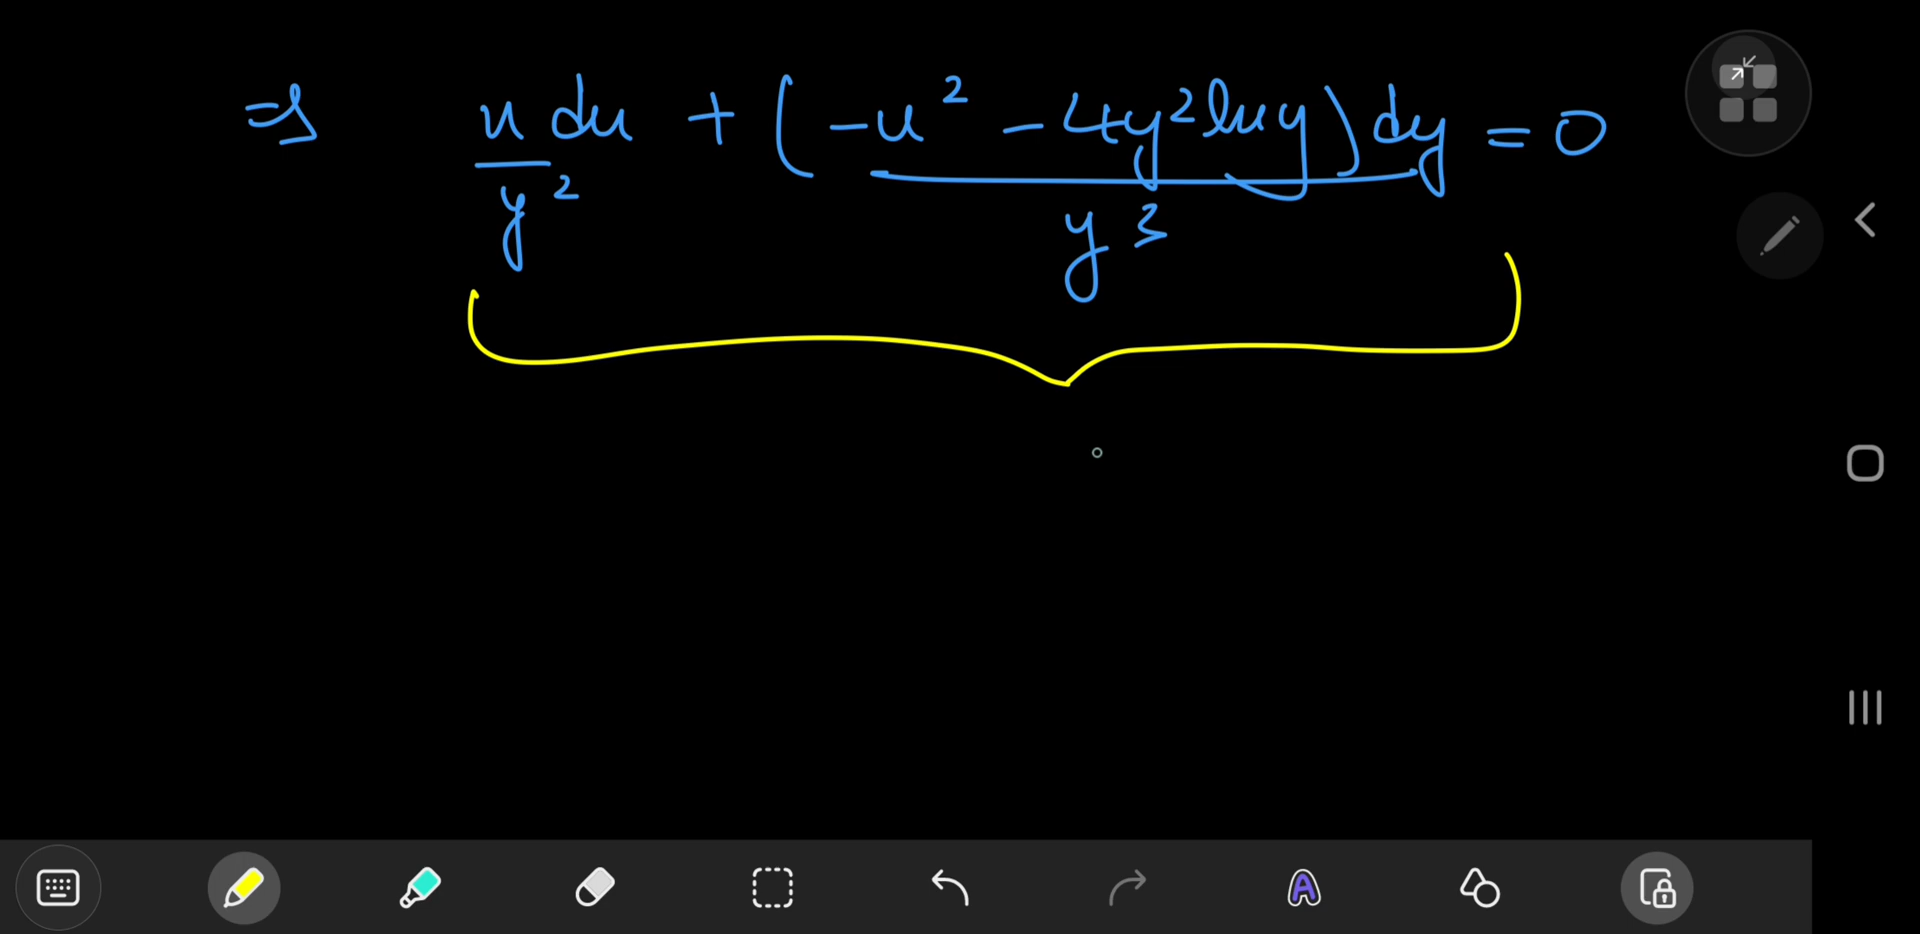 ⇒ u/y² du + (-u² - 4y² ln y)/y³ dy = 0